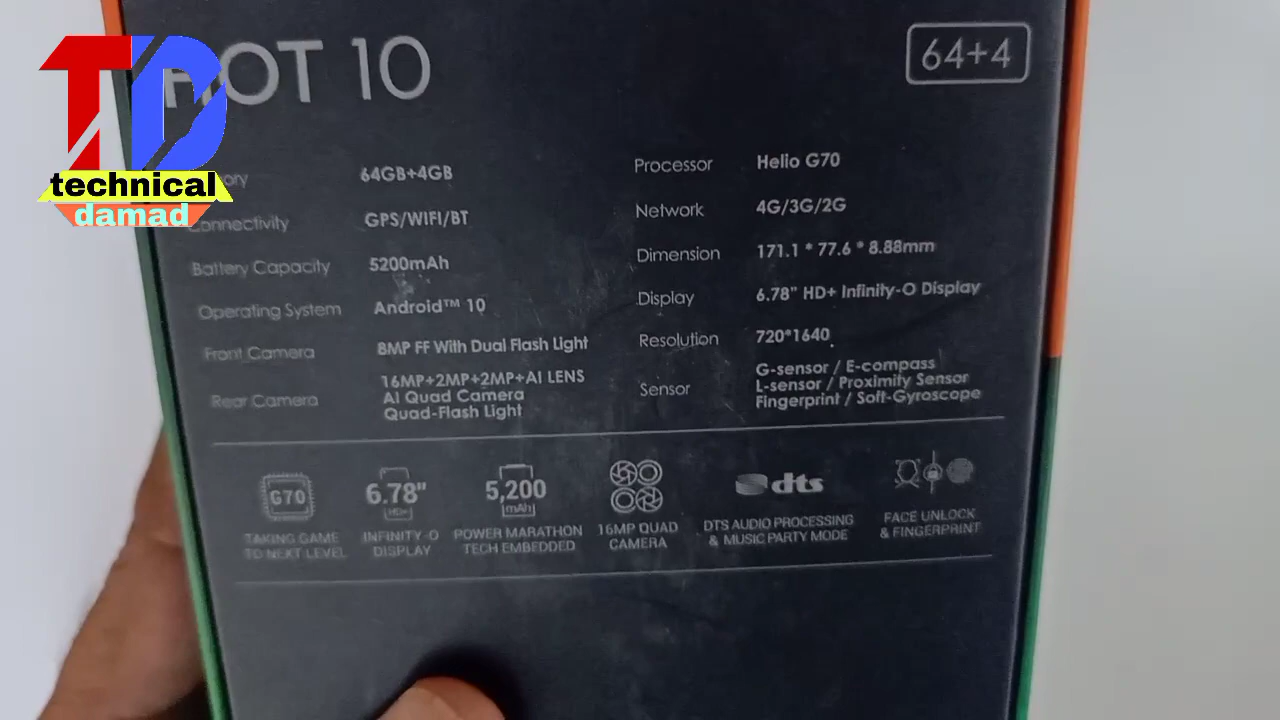 HOT 10
64+4
technical
damad
64GB+4GB
Connectivity GPS/WIFI/BT
Battery Capacity 5200mAh
Operating System Android™ 10
Front Camera 8MP FF With Dual Flash Light
Rear Camera 16MP+2MP+2MP+AI LENS
AI Quad Camera
Quad-Flash Light
Processor Helio G70
Network 4G/3G/2G
Dimension 171.1 * 77.6 * 8.88mm
Display 6.78" HD+ Infinity-O Display
Resolution 720*1640
Sensor G-sensor / E-compass
L-sensor / Proximity Sensor
Fingerprint / Soft-Gyroscope
G70
TAKING GAME
TO NEXT LEVEL
6.78"
HD+
INFINITY-O
DISPLAY
5,200
mAh
POWER MARATHON
TECH EMBEDDED
16MP QUAD
CAMERA
dts
DTS AUDIO PROCESSING
& MUSIC PARTY MODE
FACE UNLOCK
& FINGERPRINT